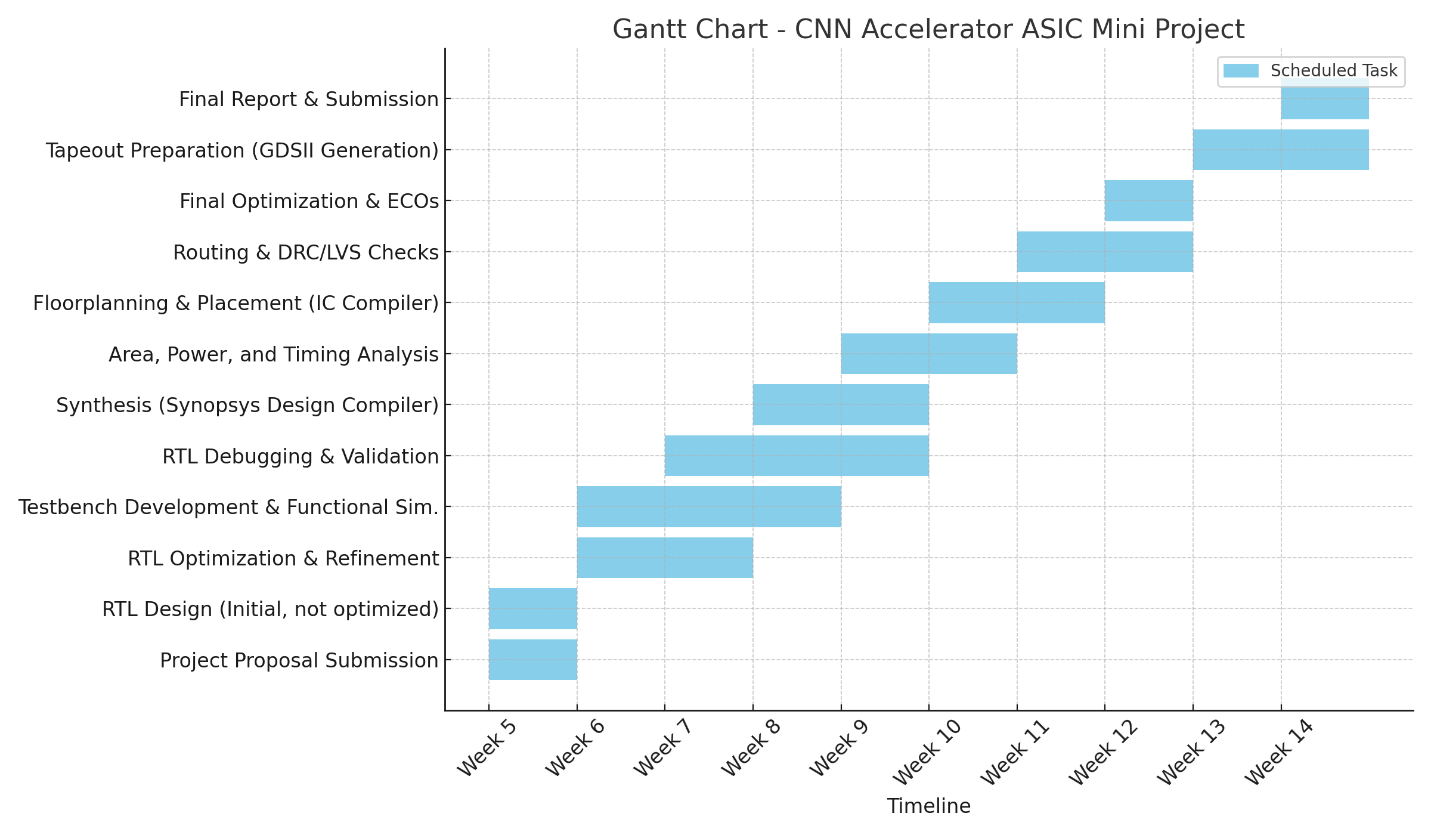 Gantt Chart - CNN Accelerator ASIC Mini Project
Scheduled Task
Final Report & Submission
Tapeout Preparation (GDSII Generation)
Final Optimization & ECOs
Routing & DRC/LVS Checks
Floorplanning & Placement (IC Compiler)
Area, Power, and Timing Analysis
Synthesis (Synopsys Design Compiler)
RTL Debugging & Validation
Testbench Development & Functional Sim.
RTL Optimization & Refinement
RTL Design (Initial, not optimized)
Project Proposal Submission
Week 5
Week 6
Week 7
Week 8
Week 9
Week 10
Week 11
Week 12
Week 13
Week 14
Timeline